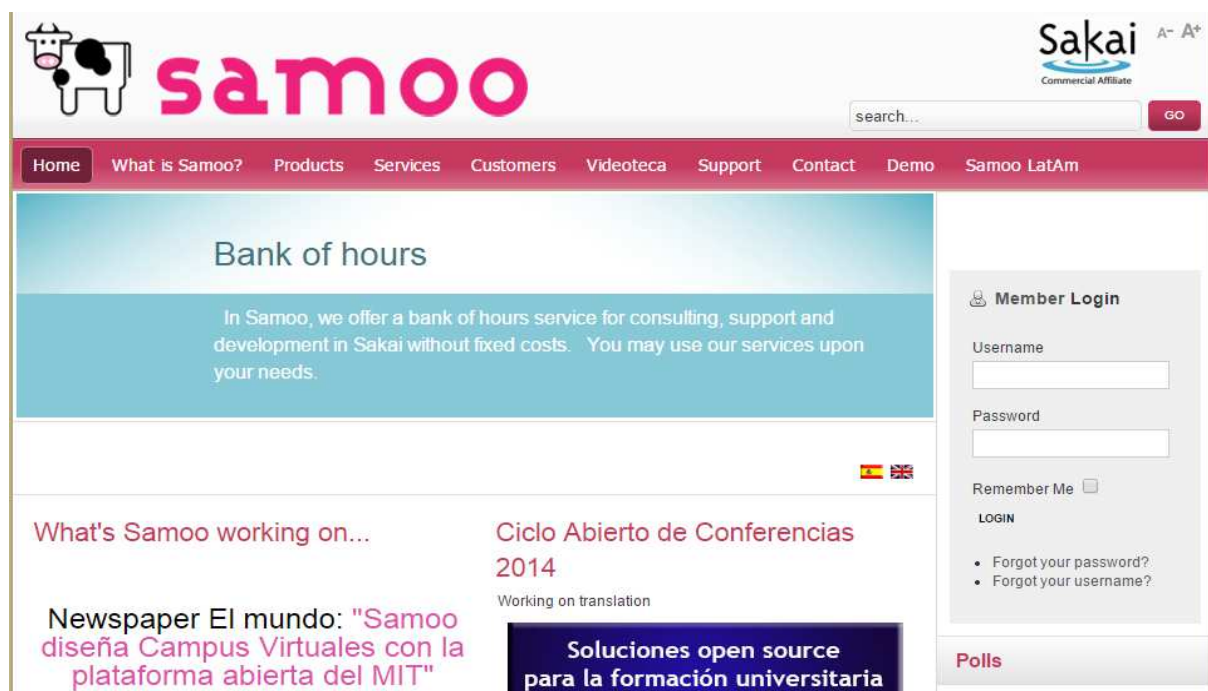 samoo
Sakai
Commercial Affiliate
A- A+
search...
GO
Home What is Samoo? Products Services Customers Videoteca Support Contact Demo Samoo LatAm
Bank of hours
In Samoo, we offer a bank of hours service for consulting, support and
development in Sakai without fixed costs. You may use our services upon
your needs.
Member Login
Username
Password
Remember Me
LOGIN
Forgot your password?
Forgot your username?
Polls
What's Samoo working on...
Newspaper El mundo: "Samoo
diseña Campus Virtuales con la
plataforma abierta del MIT"
Ciclo Abierto de Conferencias
2014
Working on translation
Soluciones open source
para la formación universitaria